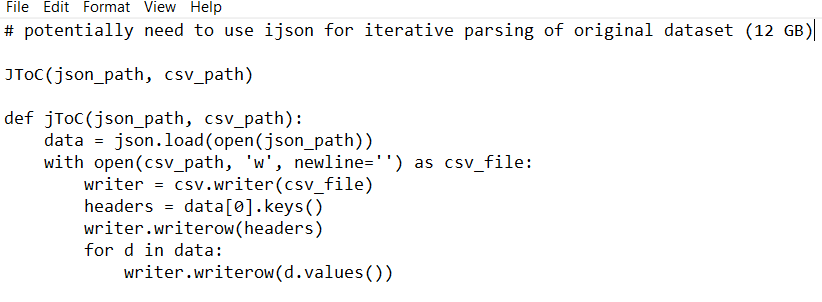 File Edit Format View Help
# potentially need to use ijson for iterative parsing of original dataset (12 GB)
JToC(json_path, csv_path)
def jToC(json_path, csv_path):
    data = json.load(open(json_path))
    with open(csv_path, 'w', newline='') as csv_file:
        writer = csv.writer(csv_file)
        headers = data[0].keys()
        writer.writerow(headers)
        for d in data:
            writer.writerow(d.values())